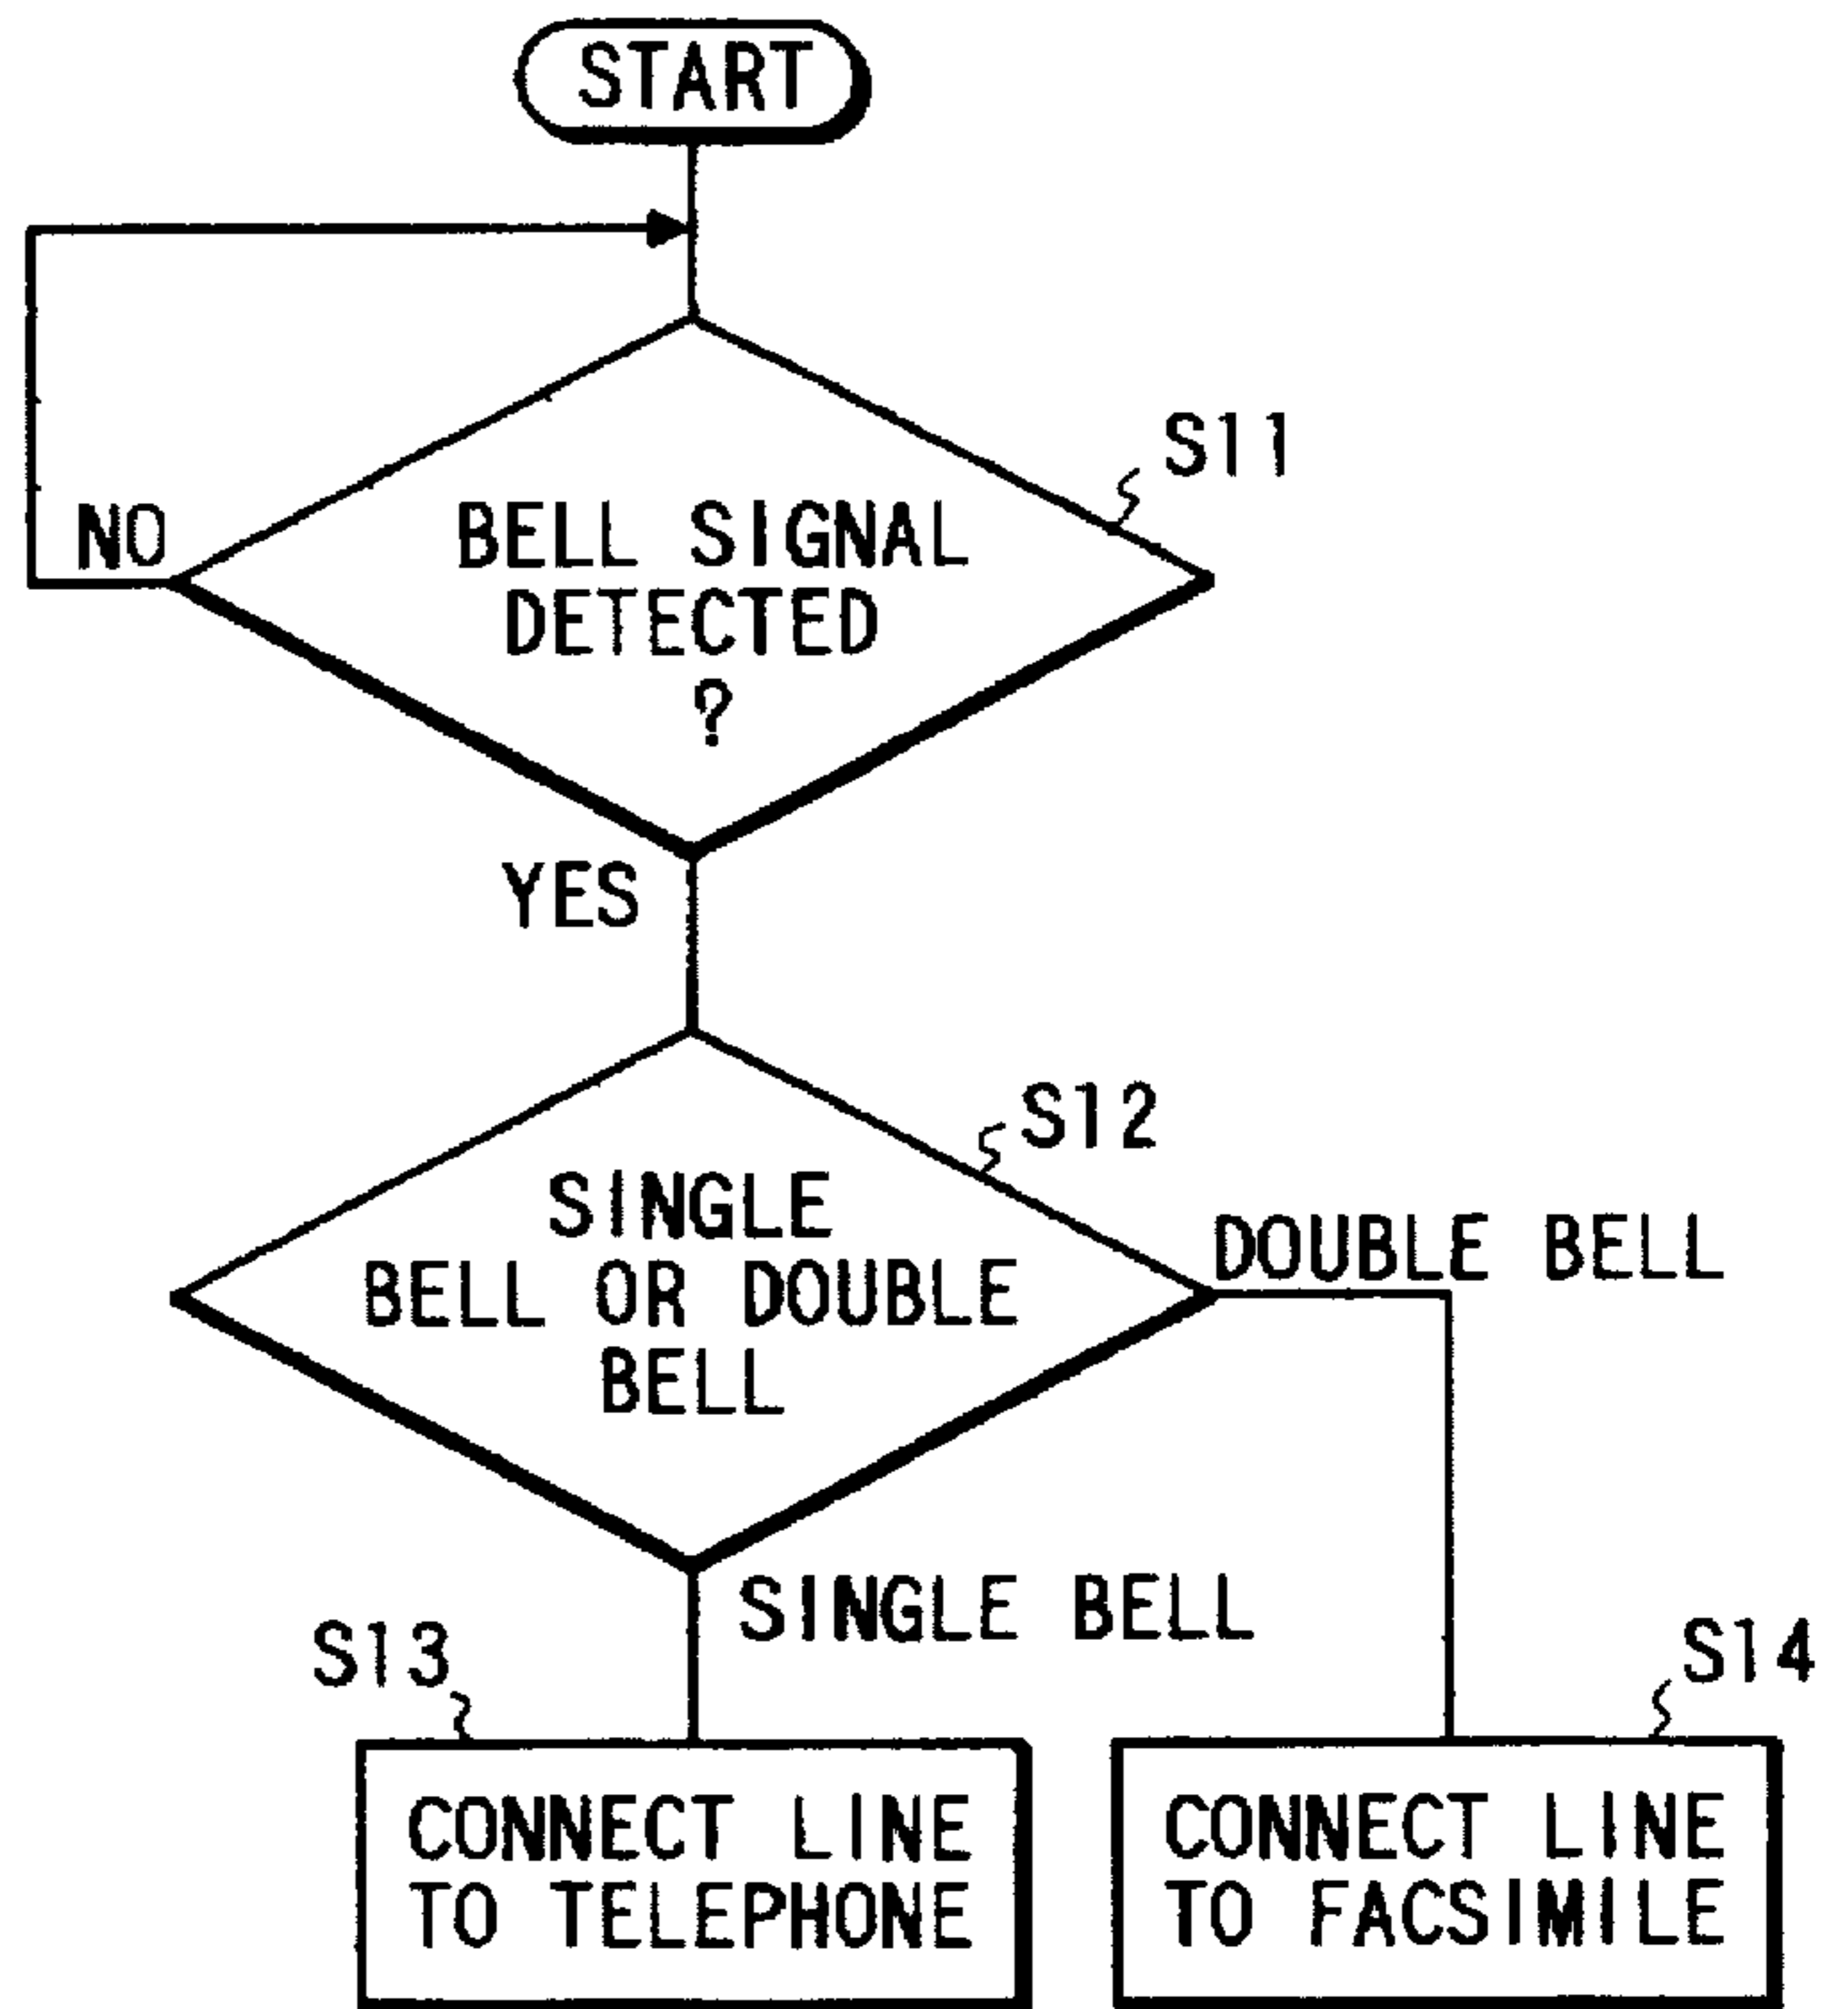 START
S11
NO
BELL SIGNAL
DETECTED
?
YES
S12
SINGLE
BELL OR DOUBLE
BELL
DOUBLE BELL
SINGLE BELL
S13
S14
CONNECT LINE
TO TELEPHONE
CONNECT LINE
TO FACSIMILE